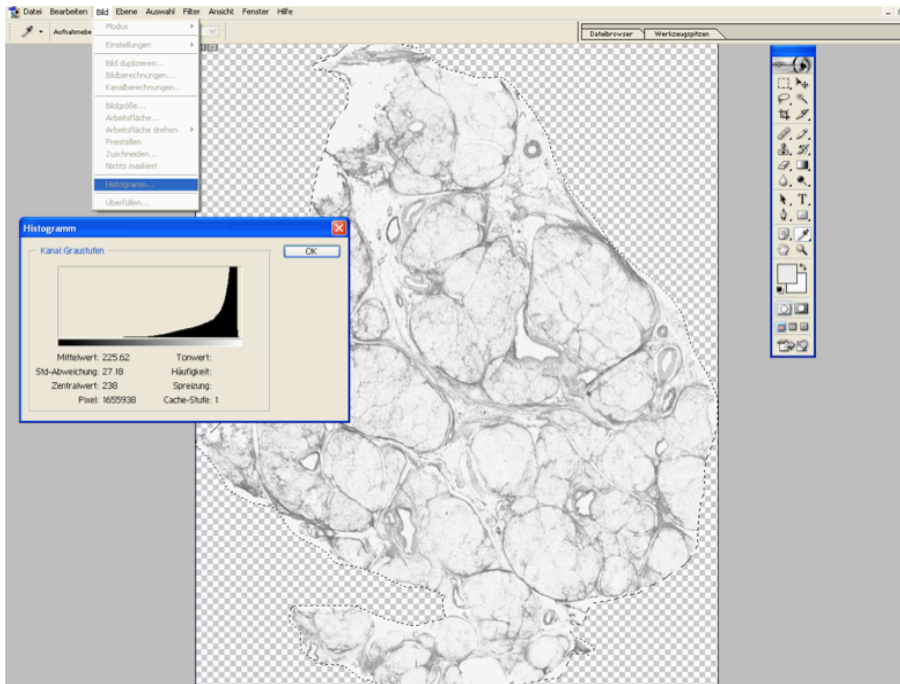 Datei Bearbeiten Bild Ebene Auswahl Filter Ansicht Fenster Hilfe
Aufnahmebe
Dateibrowser Werkzeugspitzen
Modus
Einstellungen
Bild duplizieren...
Bildberechnungen...
Kanalberechnungen...
Bildgröße...
Arbeitsfläche...
Arbeitsfläche drehen
Freistellen
Zuschneiden...
Nichts maskiert
Histogramm...
Überfüllen...
Histogramm
Kanal:Graustufen
OK
Mittelwert: 225.62 Tonwert:
Std-Abweichung: 27.18 Häufigkeit:
Zentralwert: 238 Spreizung:
Pixel: 1655938 Cache-Stufe: 1